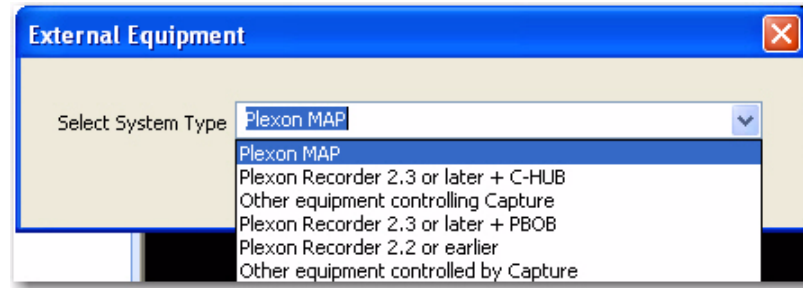 External Equipment
Select System Type Plexon MAP
Plexon MAP
Plexon Recorder 2.3 or later + C-HUB
Other equipment controlling Capture
Plexon Recorder 2.3 or later + PBOB
Plexon Recorder 2.2 or earlier
Other equipment controlled by Capture